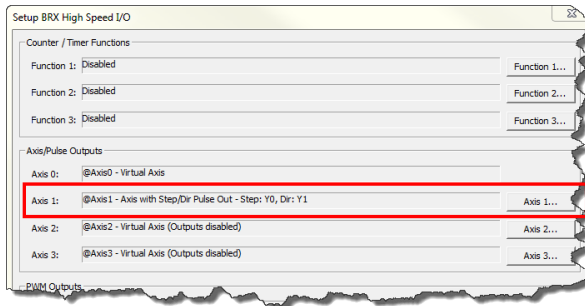 Setup BRX High Speed I/O
Counter / Timer Functions
Function 1: Disabled Function 1...
Function 2: Disabled Function 2...
Function 3: Disabled Function 3...
Axis/Pulse Outputs
Axis 0: @Axis0 - Virtual Axis
Axis 1: @Axis1 - Axis with Step/Dir Pulse Out - Step: Y0, Dir: Y1 Axis 1...
Axis 2: @Axis2 - Virtual Axis (Outputs disabled) Axis 2...
Axis 3: @Axis3 - Virtual Axis (Outputs disabled) Axis 3...
PWM Outputs